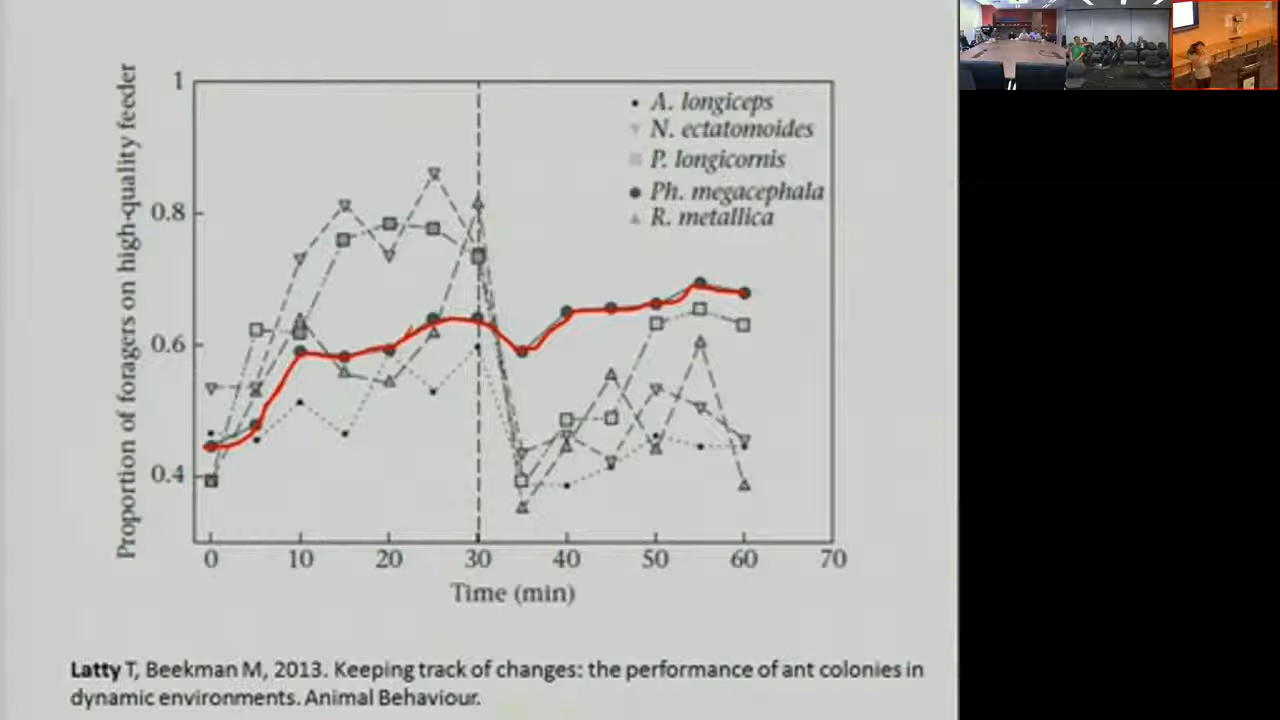 Proportion of foragers on high-quality feeder
1
0.8
0.6
0.4
0
10
20
30
40
50
60
70
Time (min)
A. longiceps
N. ectatomoides
P. longicornis
Ph. megacephala
R. metallica
Latty T, Beekman M, 2013. Keeping track of changes: the performance of ant colonies in
dynamic environments. Animal Behaviour.